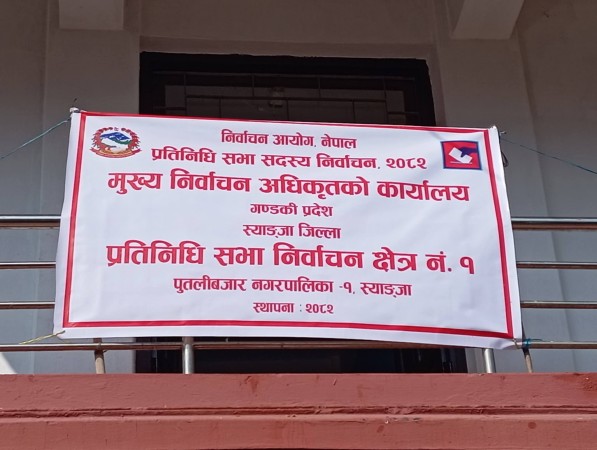 निर्वाचन आयोग, नेपाल
प्रतिनिधि सभा सदस्य निर्वाचन, २०८२
मुख्य निर्वाचन अधिकृतको कार्यालय
गण्डकी प्रदेश
स्याङ्जा जिल्ला
प्रतिनिधि सभा निर्वाचन क्षेत्र नं. १
पुतलीबजार नगरपालिका -१, स्याङ्जा
स्थापना : २०८२